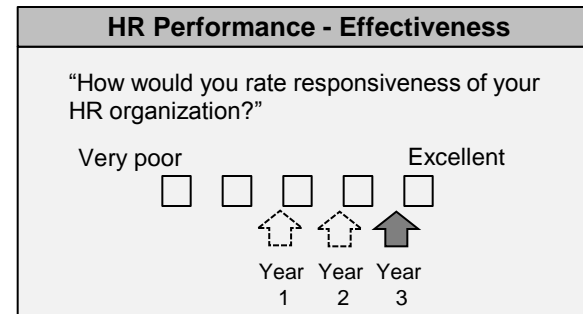 HR Performance - Effectiveness
“How would you rate responsiveness of your
HR organization?”
Very poor Excellent
Year Year Year
1 2 3